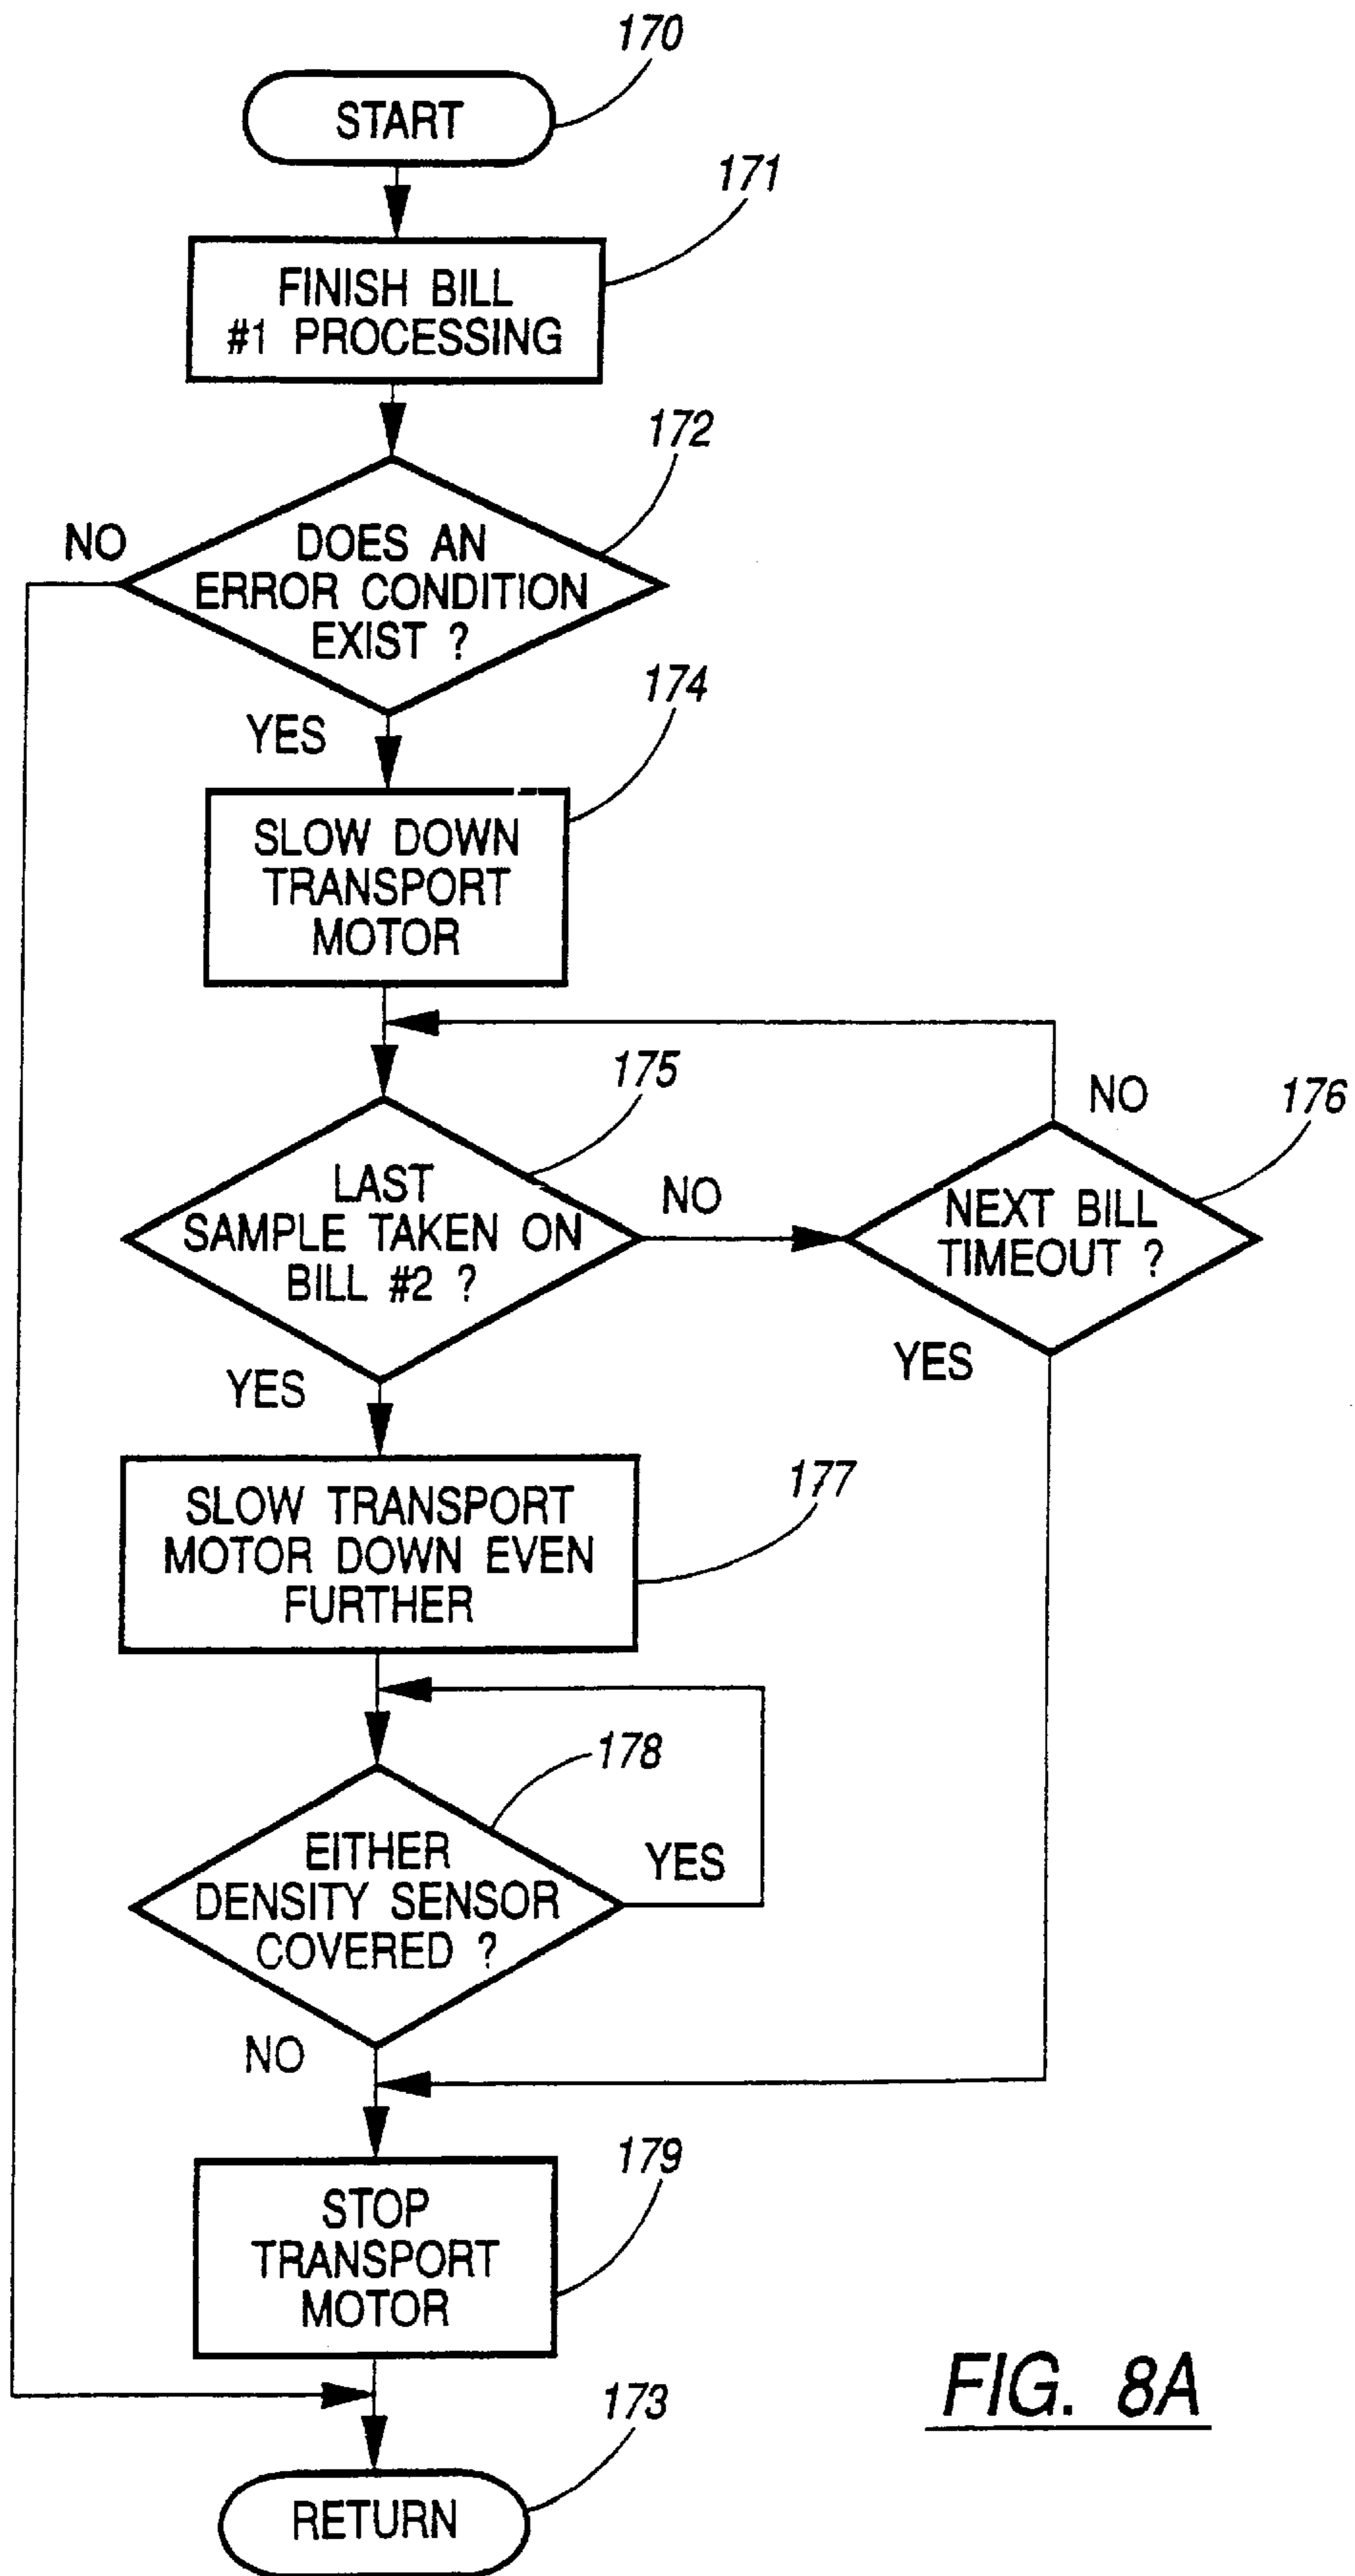 170
START
171
FINISH BILL
#1 PROCESSING
172
NO
DOES AN
ERROR CONDITION
EXIST ?
174
YES
SLOW DOWN
TRANSPORT
MOTOR
175
NO
176
LAST
SAMPLE TAKEN ON
BILL #2 ?
NO
NEXT BILL
TIMEOUT ?
YES
YES
177
SLOW TRANSPORT
MOTOR DOWN EVEN
FURTHER
178
EITHER
DENSITY SENSOR
COVERED ?
YES
NO
179
STOP
TRANSPORT
MOTOR
173
RETURN
FIG. 8A